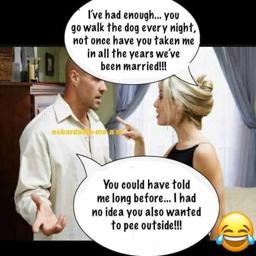 I've had enough... you
go walk the dog every night,
not once have you taken me
in all the years we've
been married!!!
You could have told
me long before... I had
no idea you also wanted
to pee outside!!!